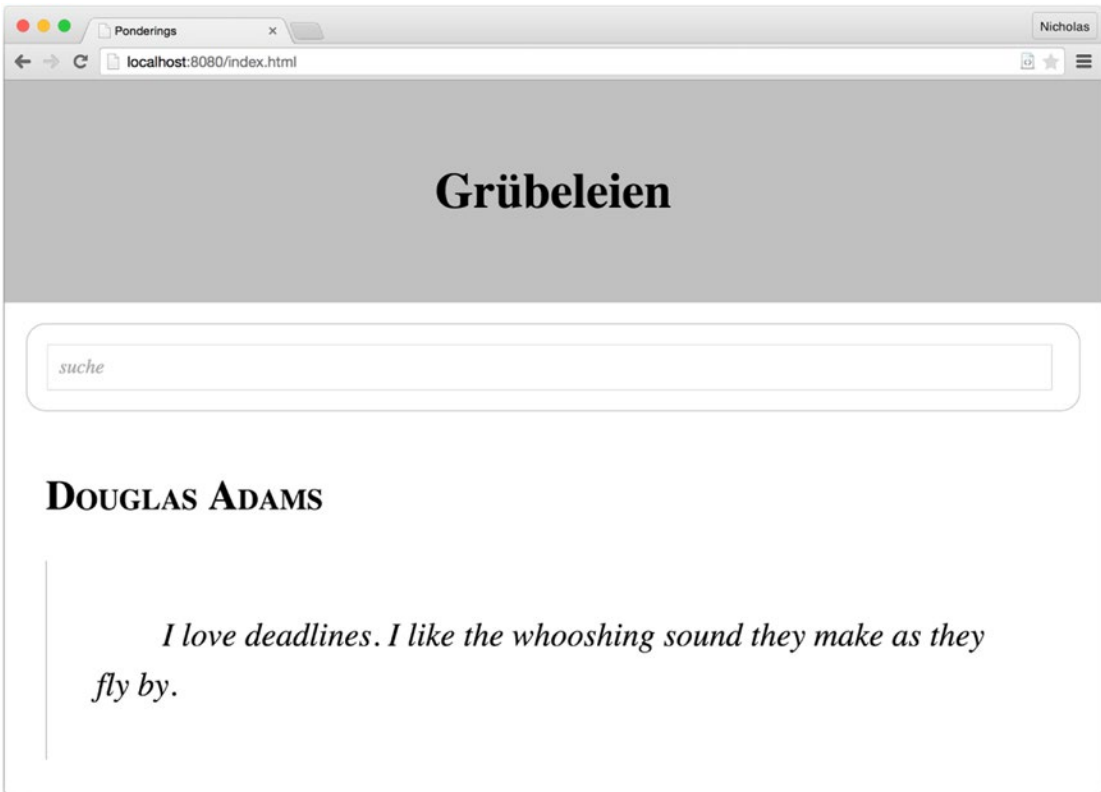 Ponderings
Nicholas
localhost:8080/index.html
Grübeleien
suche
Douglas Adams
I love deadlines. I like the whooshing sound they make as they
fly by.